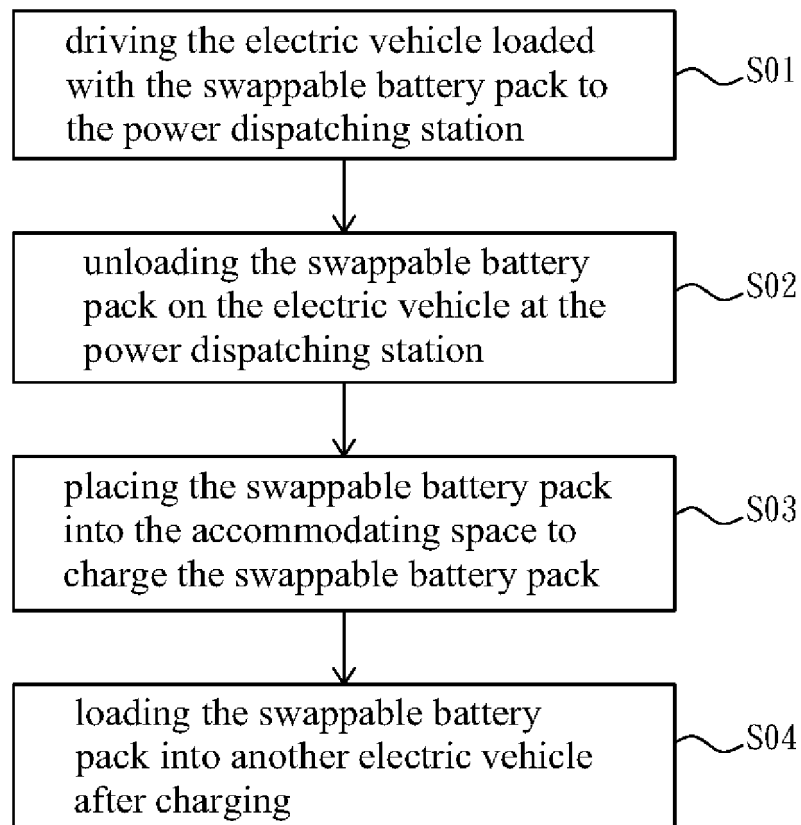 driving the electric vehicle loaded
with the swappable battery pack to
the power dispatching station
S01
unloading the swappable battery
pack on the electric vehicle at the
power dispatching station
S02
placing the swappable battery pack
into the accommodating space to
charge the swappable battery pack
S03
loading the swappable battery
pack into another electric vehicle
after charging
S04